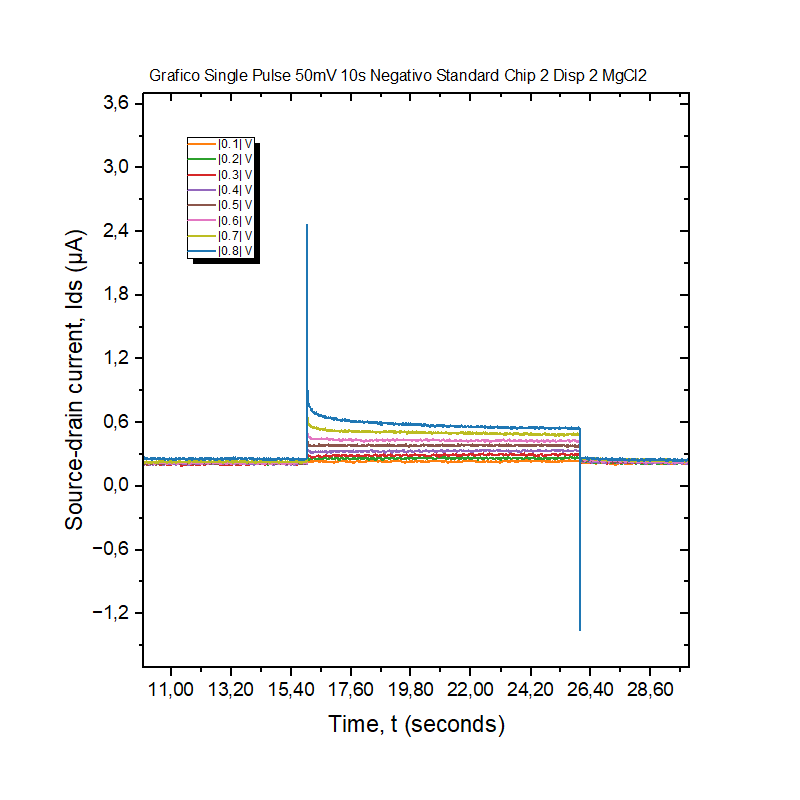 Grafico Single Pulse 50mV 10s Negativo Standard Chip 2 Disp 2 MgCl2
3,6
3,0
2,4
1,8
1,2
0,6
0,0
−0,6
−1,2
|0.1| V
|0.2| V
|0.3| V
|0.4| V
|0.5| V
|0.6| V
|0.7| V
|0.8| V
Source-drain current, Ids (μA)
11,00 13,20 15,40 17,60 19,80 22,00 24,20 26,40 28,60
Time, t (seconds)